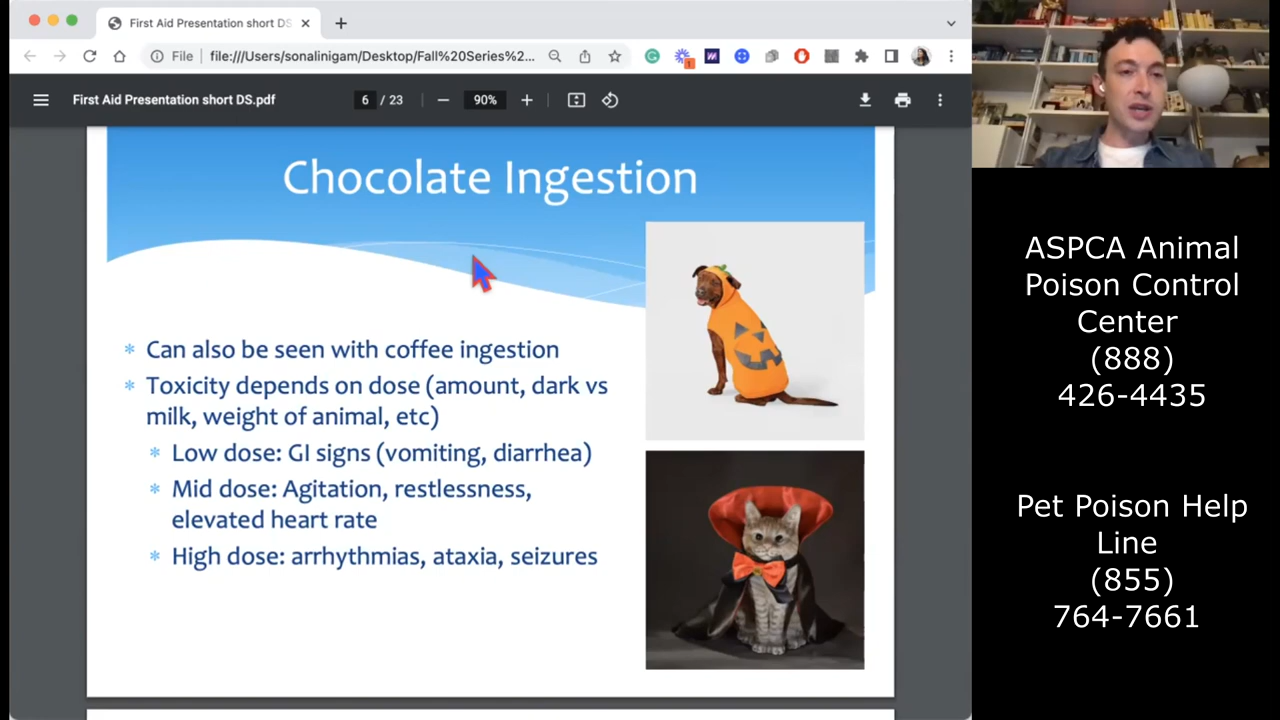 First Aid Presentation short DS
File
file:///Users/sonalinigam/Desktop/Fall%20Series%2...
1
First Aid Presentation short DS.pdf
6 / 23
90%
Chocolate Ingestion
* Can also be seen with coffee ingestion
* Toxicity depends on dose (amount, dark vs
milk, weight of animal, etc)
* Low dose: GI signs (vomiting, diarrhea)
* Mid dose: Agitation, restlessness,
elevated heart rate
* High dose: arrhythmias, ataxia, seizures
ASPCA Animal
Poison Control
Center
(888)
426-4435
Pet Poison Help
Line
(855)
764-7661